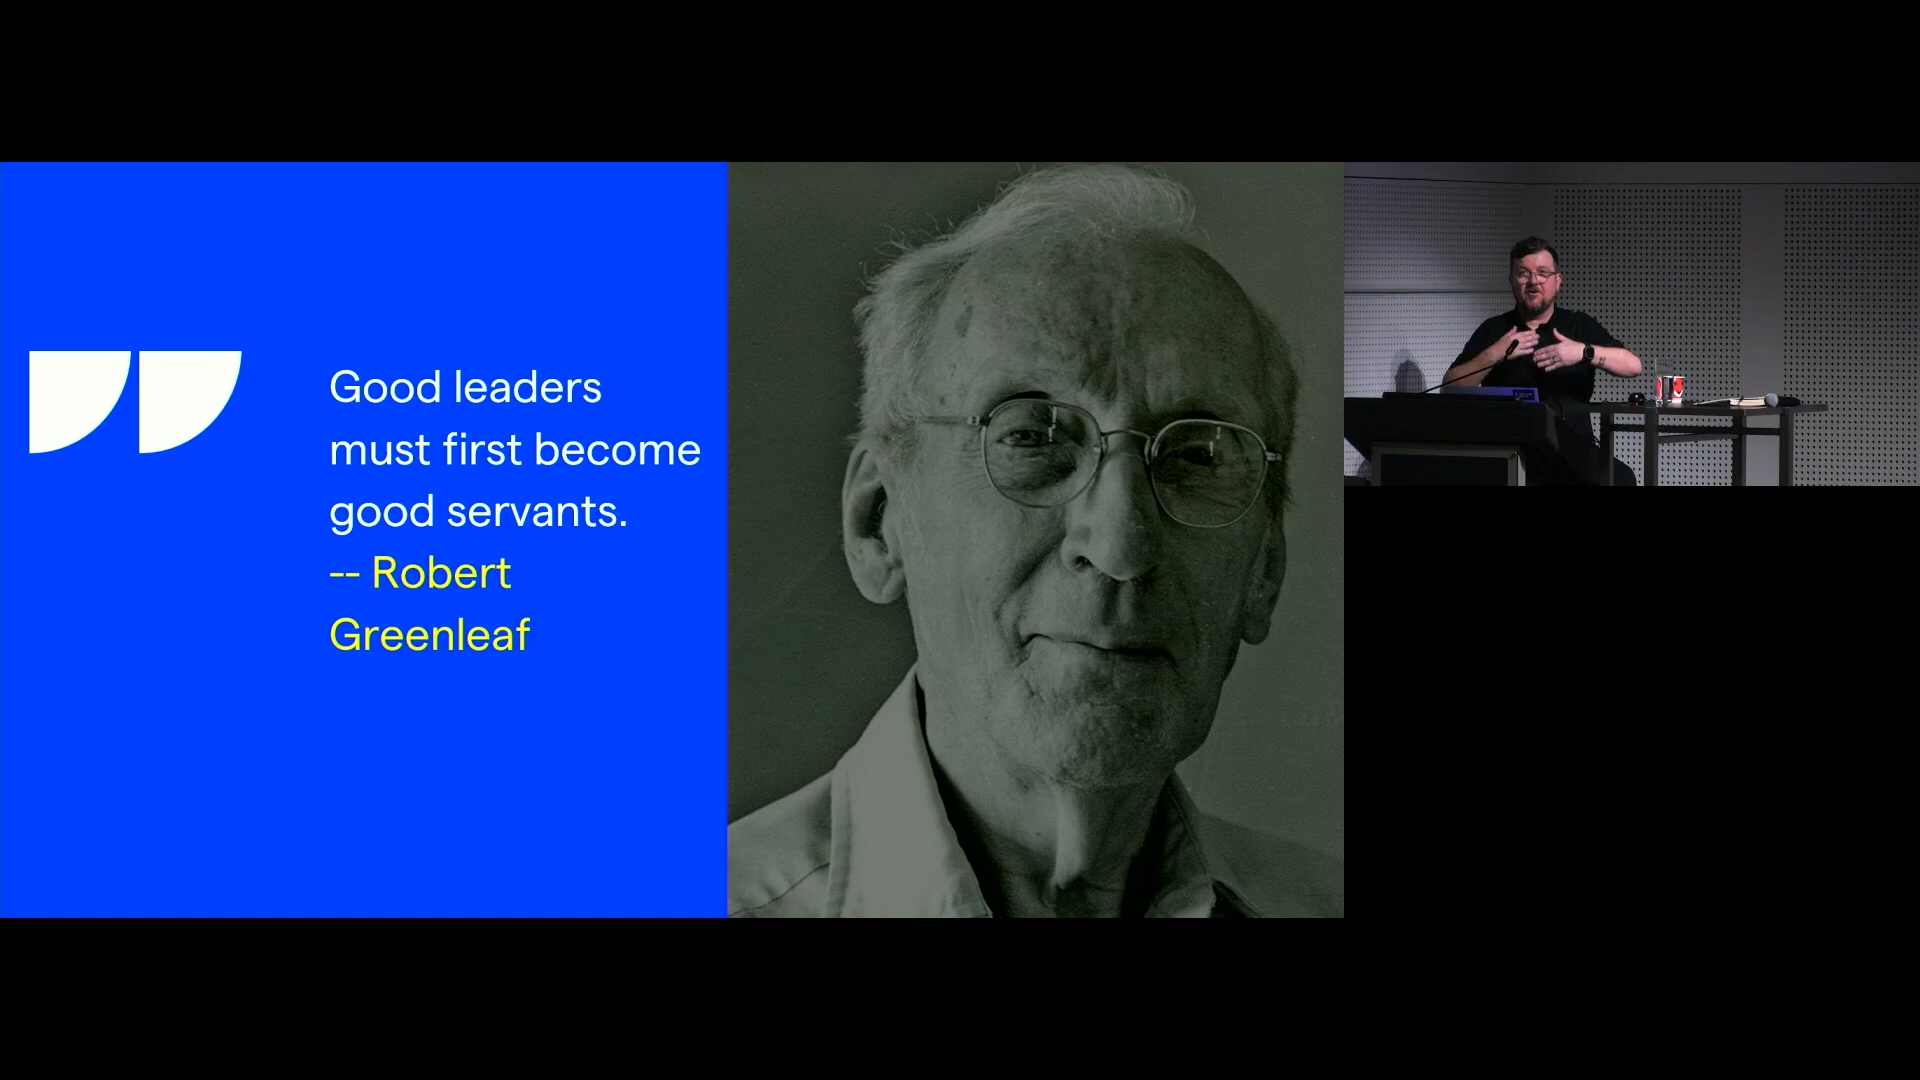 Good leaders
must first become
good servants.
-- Robert
Greenleaf